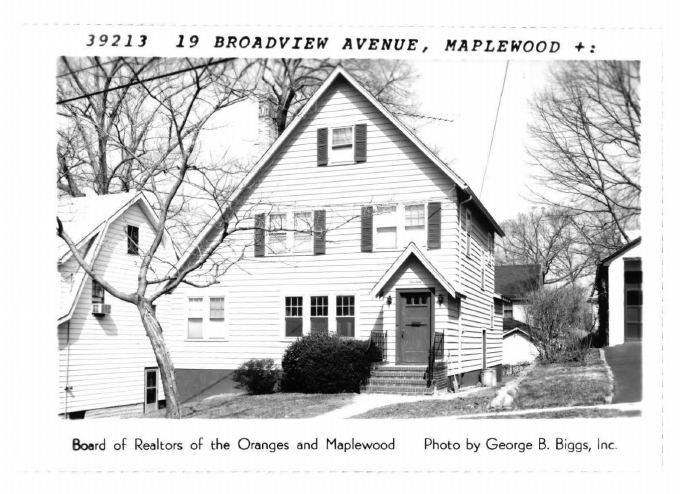 39213 19 BROADVIEW AVENUE, MAPLEWOOD +:
Board of Realtors of the Oranges and Maplewood Photo by George B. Biggs, Inc.